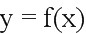 y = f(x)